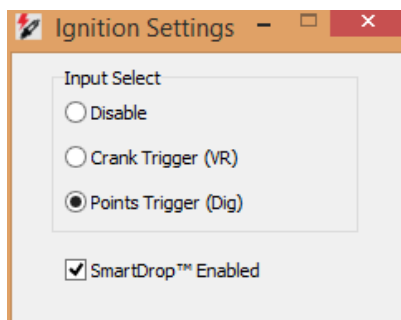 Ignition Settings
Input Select
Disable
Crank Trigger (VR)
Points Trigger (Dig)
SmartDrop™ Enabled